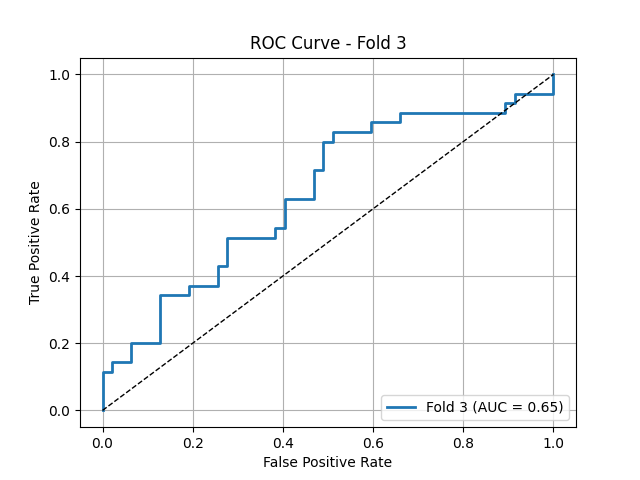 ROC Curve - Fold 3
True Positive Rate
1.0
0.8
0.6
0.4
0.2
0.0
Fold 3 (AUC = 0.65)
0.0 0.2 0.4 0.6 0.8 1.0
False Positive Rate